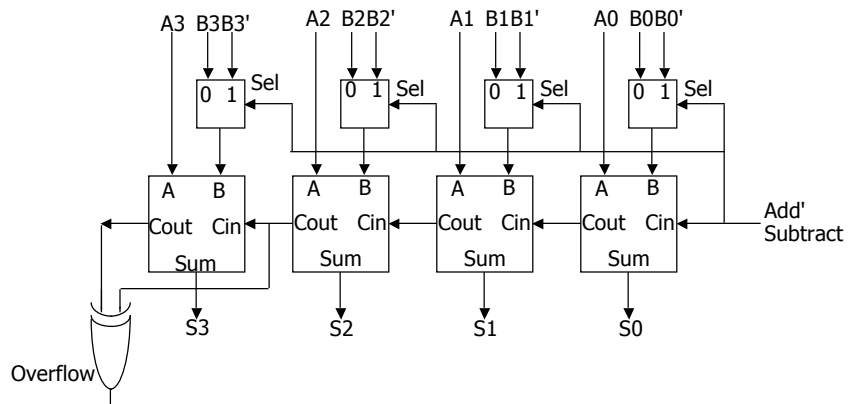 A3 B3B3' A2 B2B2' A1 B1B1' A0 B0B0'
0 1 Sel 0 1 Sel 0 1 Sel 0 1 Sel
A B A B A B A B
Cout Cin Cout Cin Cout Cin Cout Cin Add'
Subtract
Sum Sum Sum Sum
S3 S2 S1 S0
Overflow